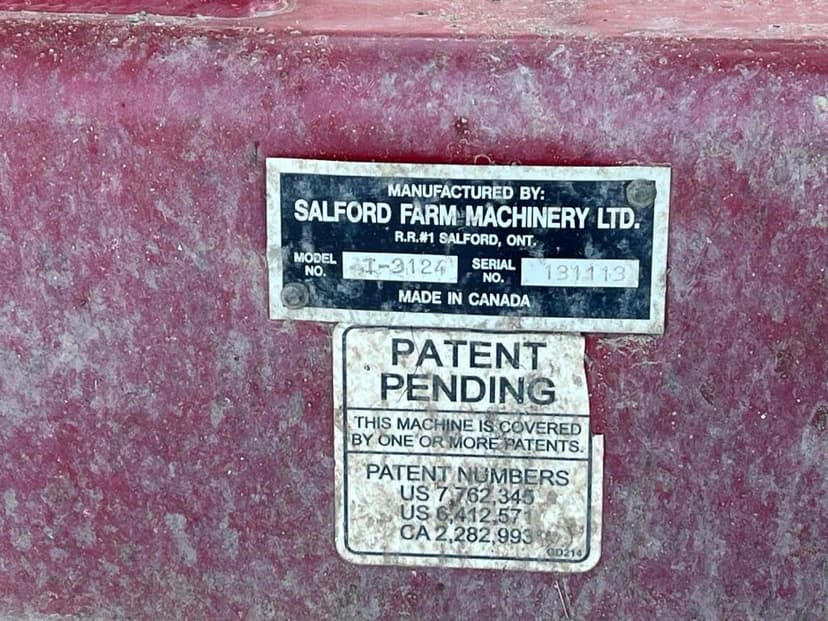 MANUFACTURED BY:
SALFORD FARM MACHINERY LTD.
R.R.#1 SALFORD, ONT.
MODEL NO. I-3124 SERIAL NO. 131113
MADE IN CANADA
PATENT
PENDING
THIS MACHINE IS COVERED
BY ONE OR MORE PATENTS.
PATENT NUMBERS
US 7,762,345
US 6,412,571
CA 2,282,993
CD214